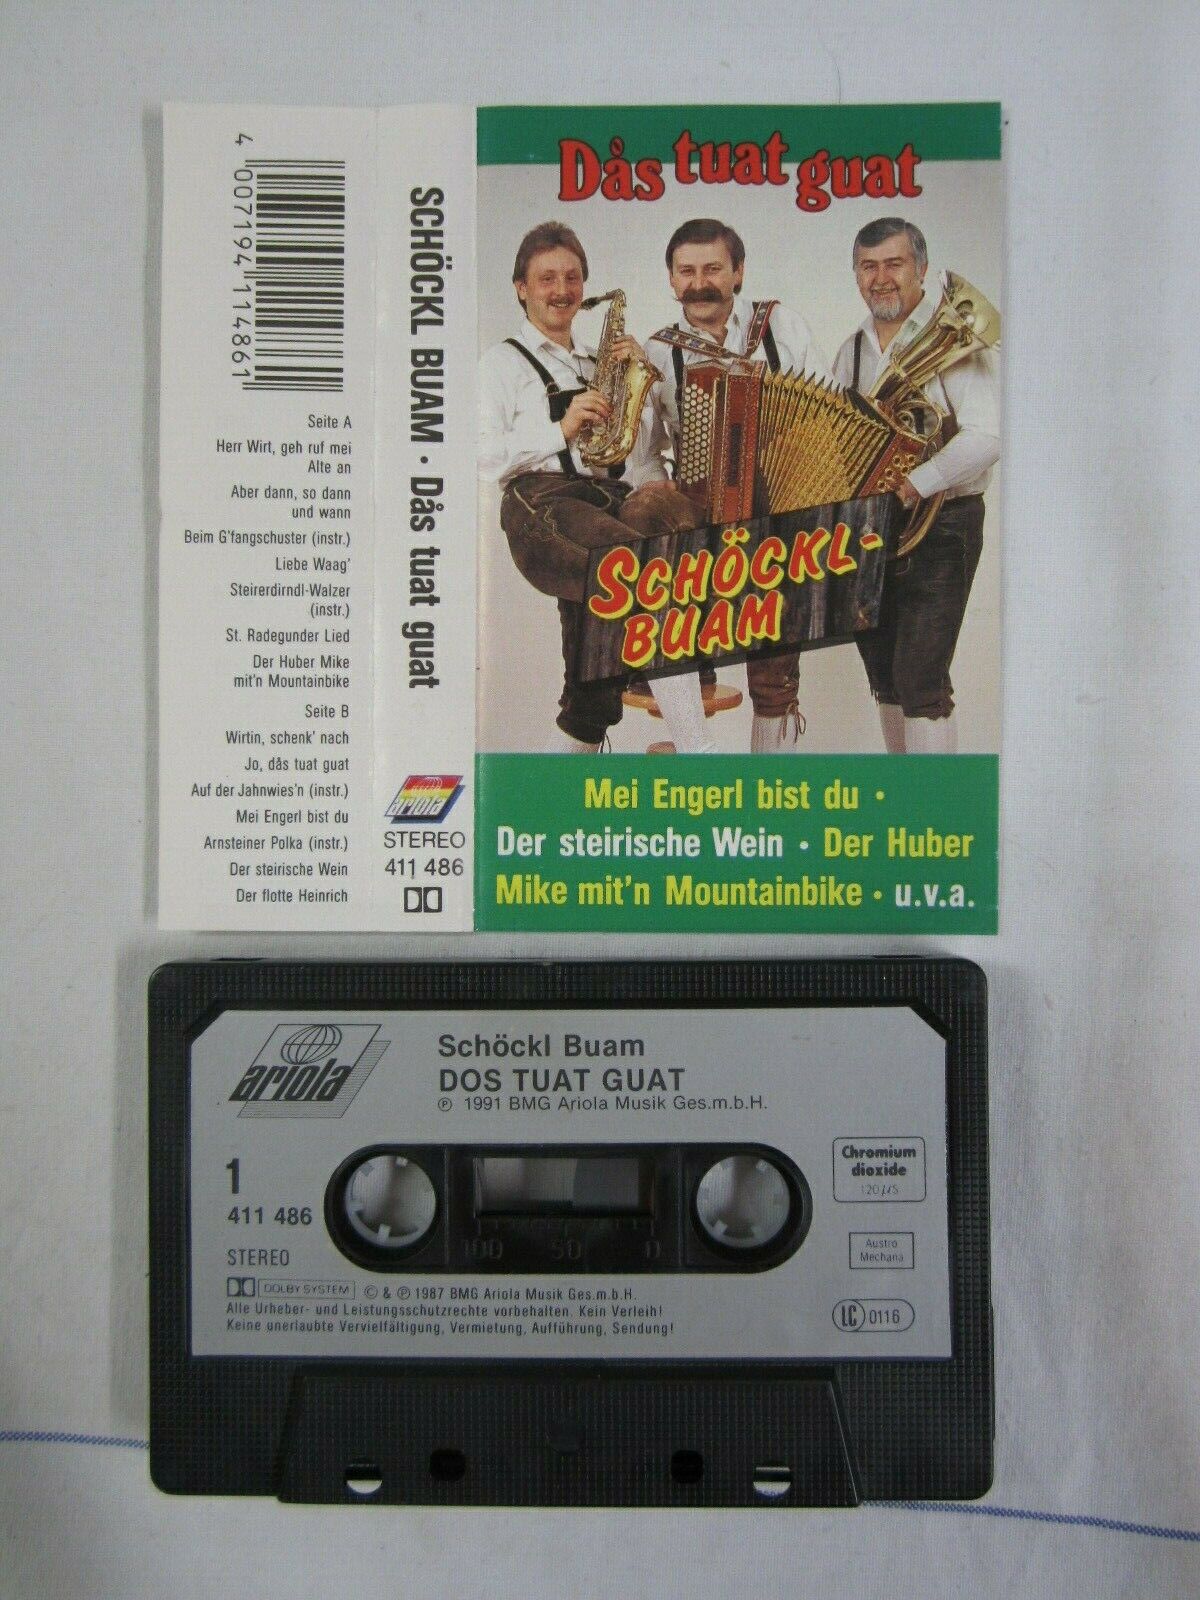 4 007194 114861
Seite A
Herr Wirt, geh ruf mei
Alte an
Aber dann, so dann
und wann
Beim G'fangschuster (instr.)
Liebe Waag'
Steirerdirndl-Walzer
(instr.)
St. Radegunder Lied
Der Huber Mike
mit'n Mountainbike
Seite B
Wirtin, schenk' nach
Jo, dås tuat guat
Auf der Jahnwies'n (instr.)
Mei Engerl bist du
Arnsteiner Polka (instr.)
Der steirische Wein
Der flotte Heinrich
SCHÖCKL BUAM · Dås tuat guat
ariola
STEREO
411 486
Dås tuat guat
SCHÖCKL-
BUAM
Mei Engerl bist du ·
Der steirische Wein · Der Huber
Mike mit'n Mountainbike · u.v.a.
ariola
Schöckl Buam
DOS TUAT GUAT
℗ 1991 BMG Ariola Musik Ges.m.b.H.
1
411 486
STEREO
100 50 0
Chromium
dioxide
120 µS
Austro
Mechana
LC 0116
DOLBY SYSTEM © & ℗ 1987 BMG Ariola Musik Ges.m.b.H.
Alle Urheber- und Leistungsschutzrechte vorbehalten. Kein Verleih!
Keine unerlaubte Vervielfältigung, Vermietung, Aufführung, Sendung!